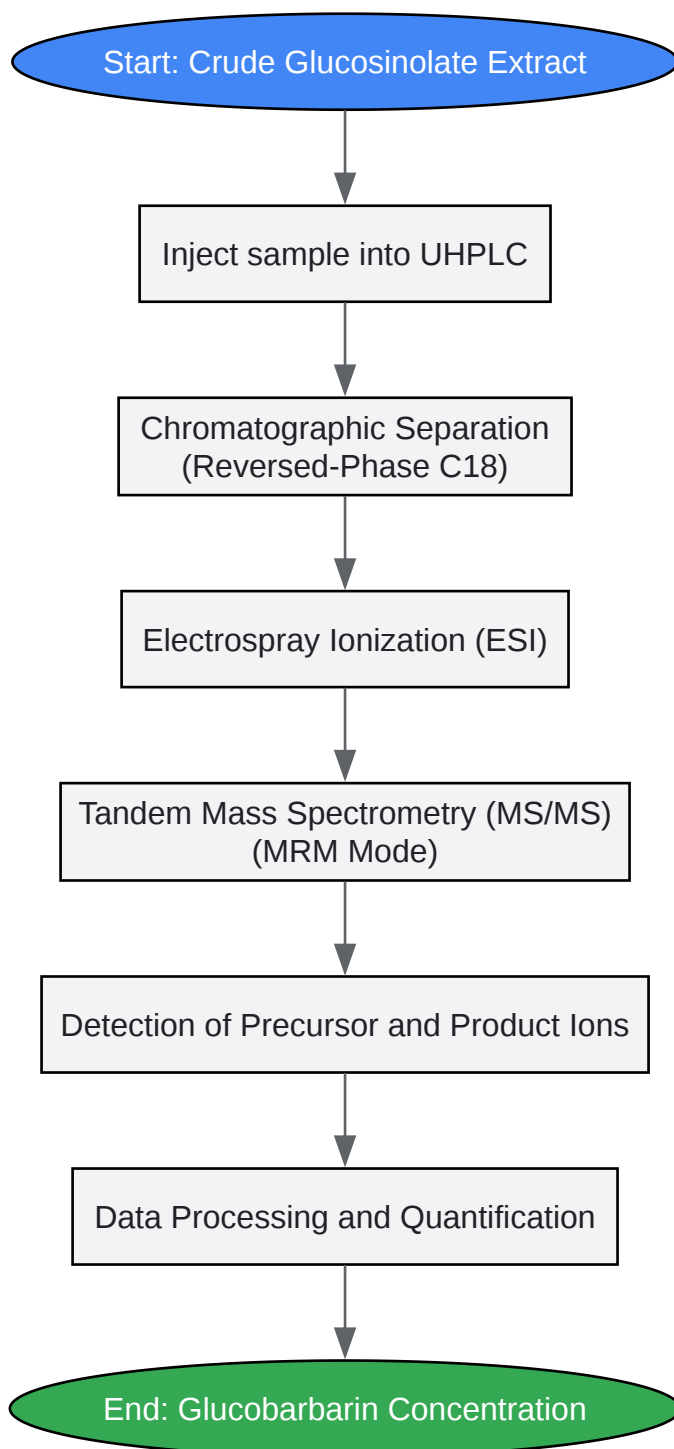 Start: Crude Glucosinolate Extract
Inject sample into UHPLC
Chromatographic Separation
(Reversed-Phase C18)
Electrospray Ionization (ESI)
Tandem Mass Spectrometry (MS/MS)
(MRM Mode)
Detection of Precursor and Product Ions
Data Processing and Quantification
End: Glucobarbarin Concentration